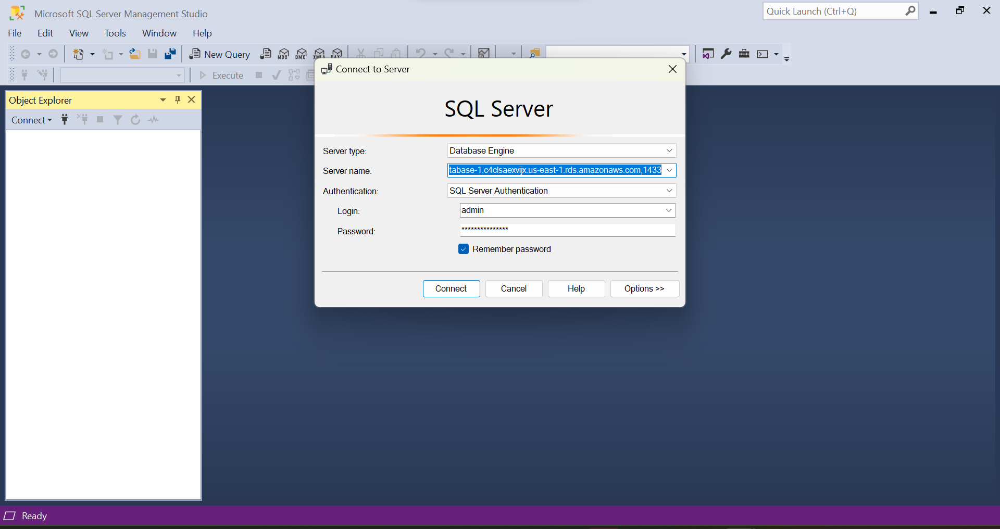 Microsoft SQL Server Management Studio
Quick Launch (Ctrl+Q)
File Edit View Tools Window Help
New Query MDX DMX XMLA DAX
Execute
Connect to Server
SQL Server
Server type: Database Engine
Server name: tabase-1.c4clsaexvijx.us-east-1.rds.amazonaws.com,1433
Authentication: SQL Server Authentication
Login: admin
Password: ***************
Remember password
Connect Cancel Help Options >>
Object Explorer
Connect
Ready